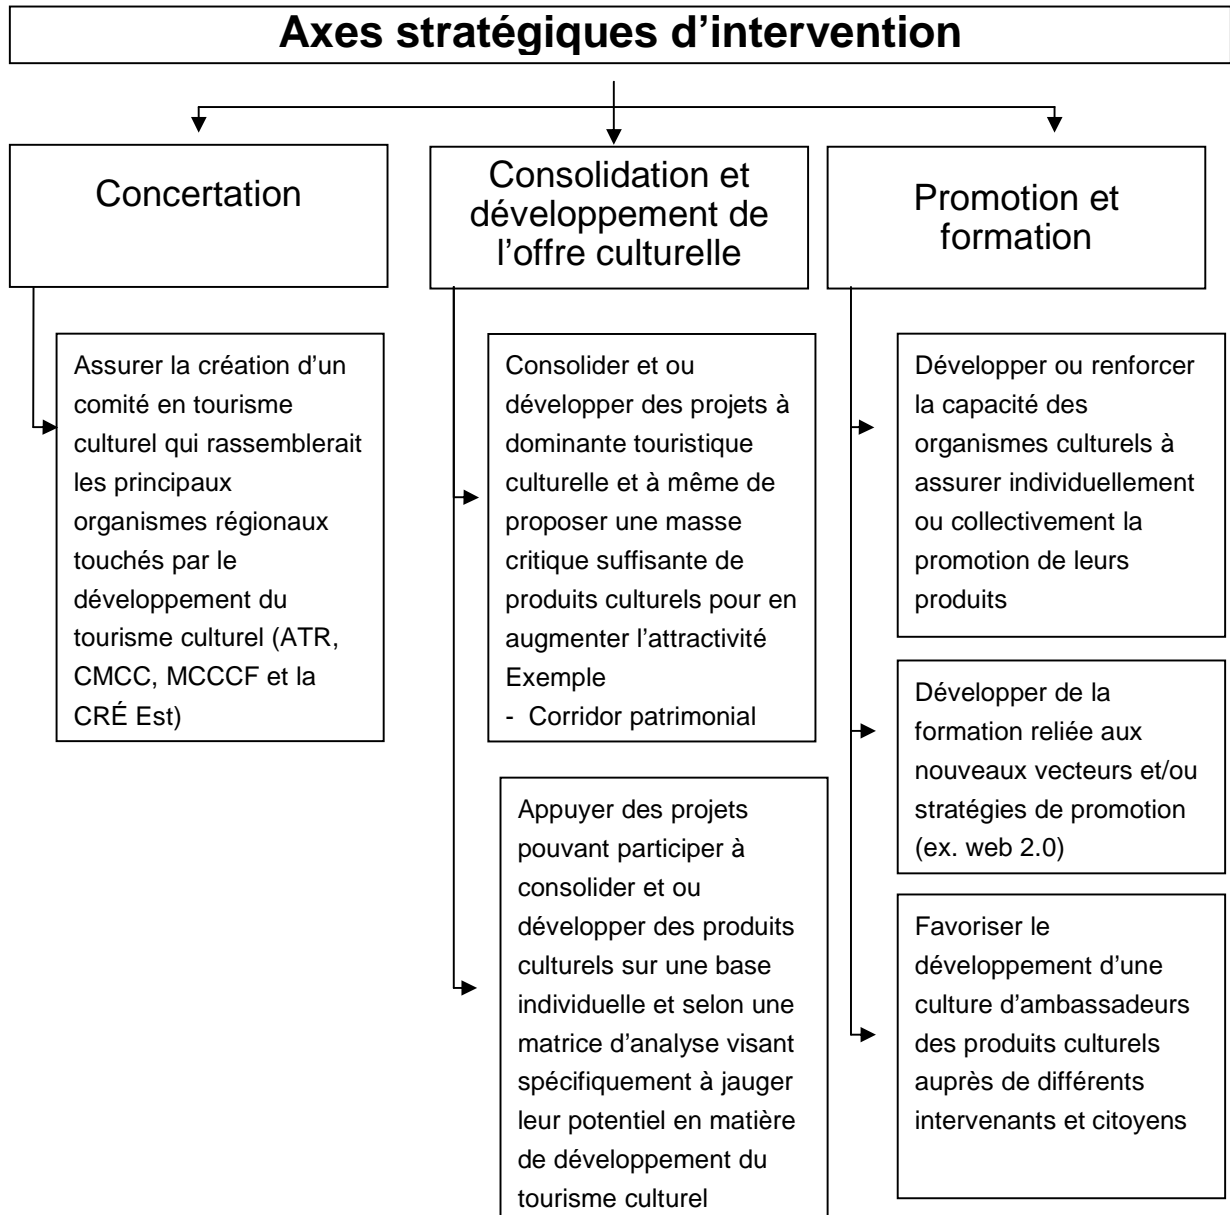 Axes stratégiques d’intervention
Concertation
Assurer la création d’un
comité en tourisme
culturel qui rassemblerait
les principaux
organismes régionaux
touchés par le
développement du
tourisme culturel (ATR,
CMCC, MCCCF et la
CRÉ Est)
Consolidation et
développement de
l’offre culturelle
Consolider et ou
développer des projets à
dominante touristique
culturelle et à même de
proposer une masse
critique suffisante de
produits culturels pour en
augmenter l’attractivité
Exemple
- Corridor patrimonial
Appuyer des projets
pouvant participer à
consolider et ou
développer des produits
culturels sur une base
individuelle et selon une
matrice d’analyse visant
spécifiquement à jauger
leur potentiel en matière
de développement du
tourisme culturel
Promotion et
formation
Développer ou renforcer
la capacité des
organismes culturels à
assurer individuellement
ou collectivement la
promotion de leurs
produits
Développer de la
formation reliée aux
nouveaux vecteurs et/ou
stratégies de promotion
(ex. web 2.0)
Favoriser le
développement d’une
culture d’ambassadeurs
des produits culturels
auprès de différents
intervenants et citoyens